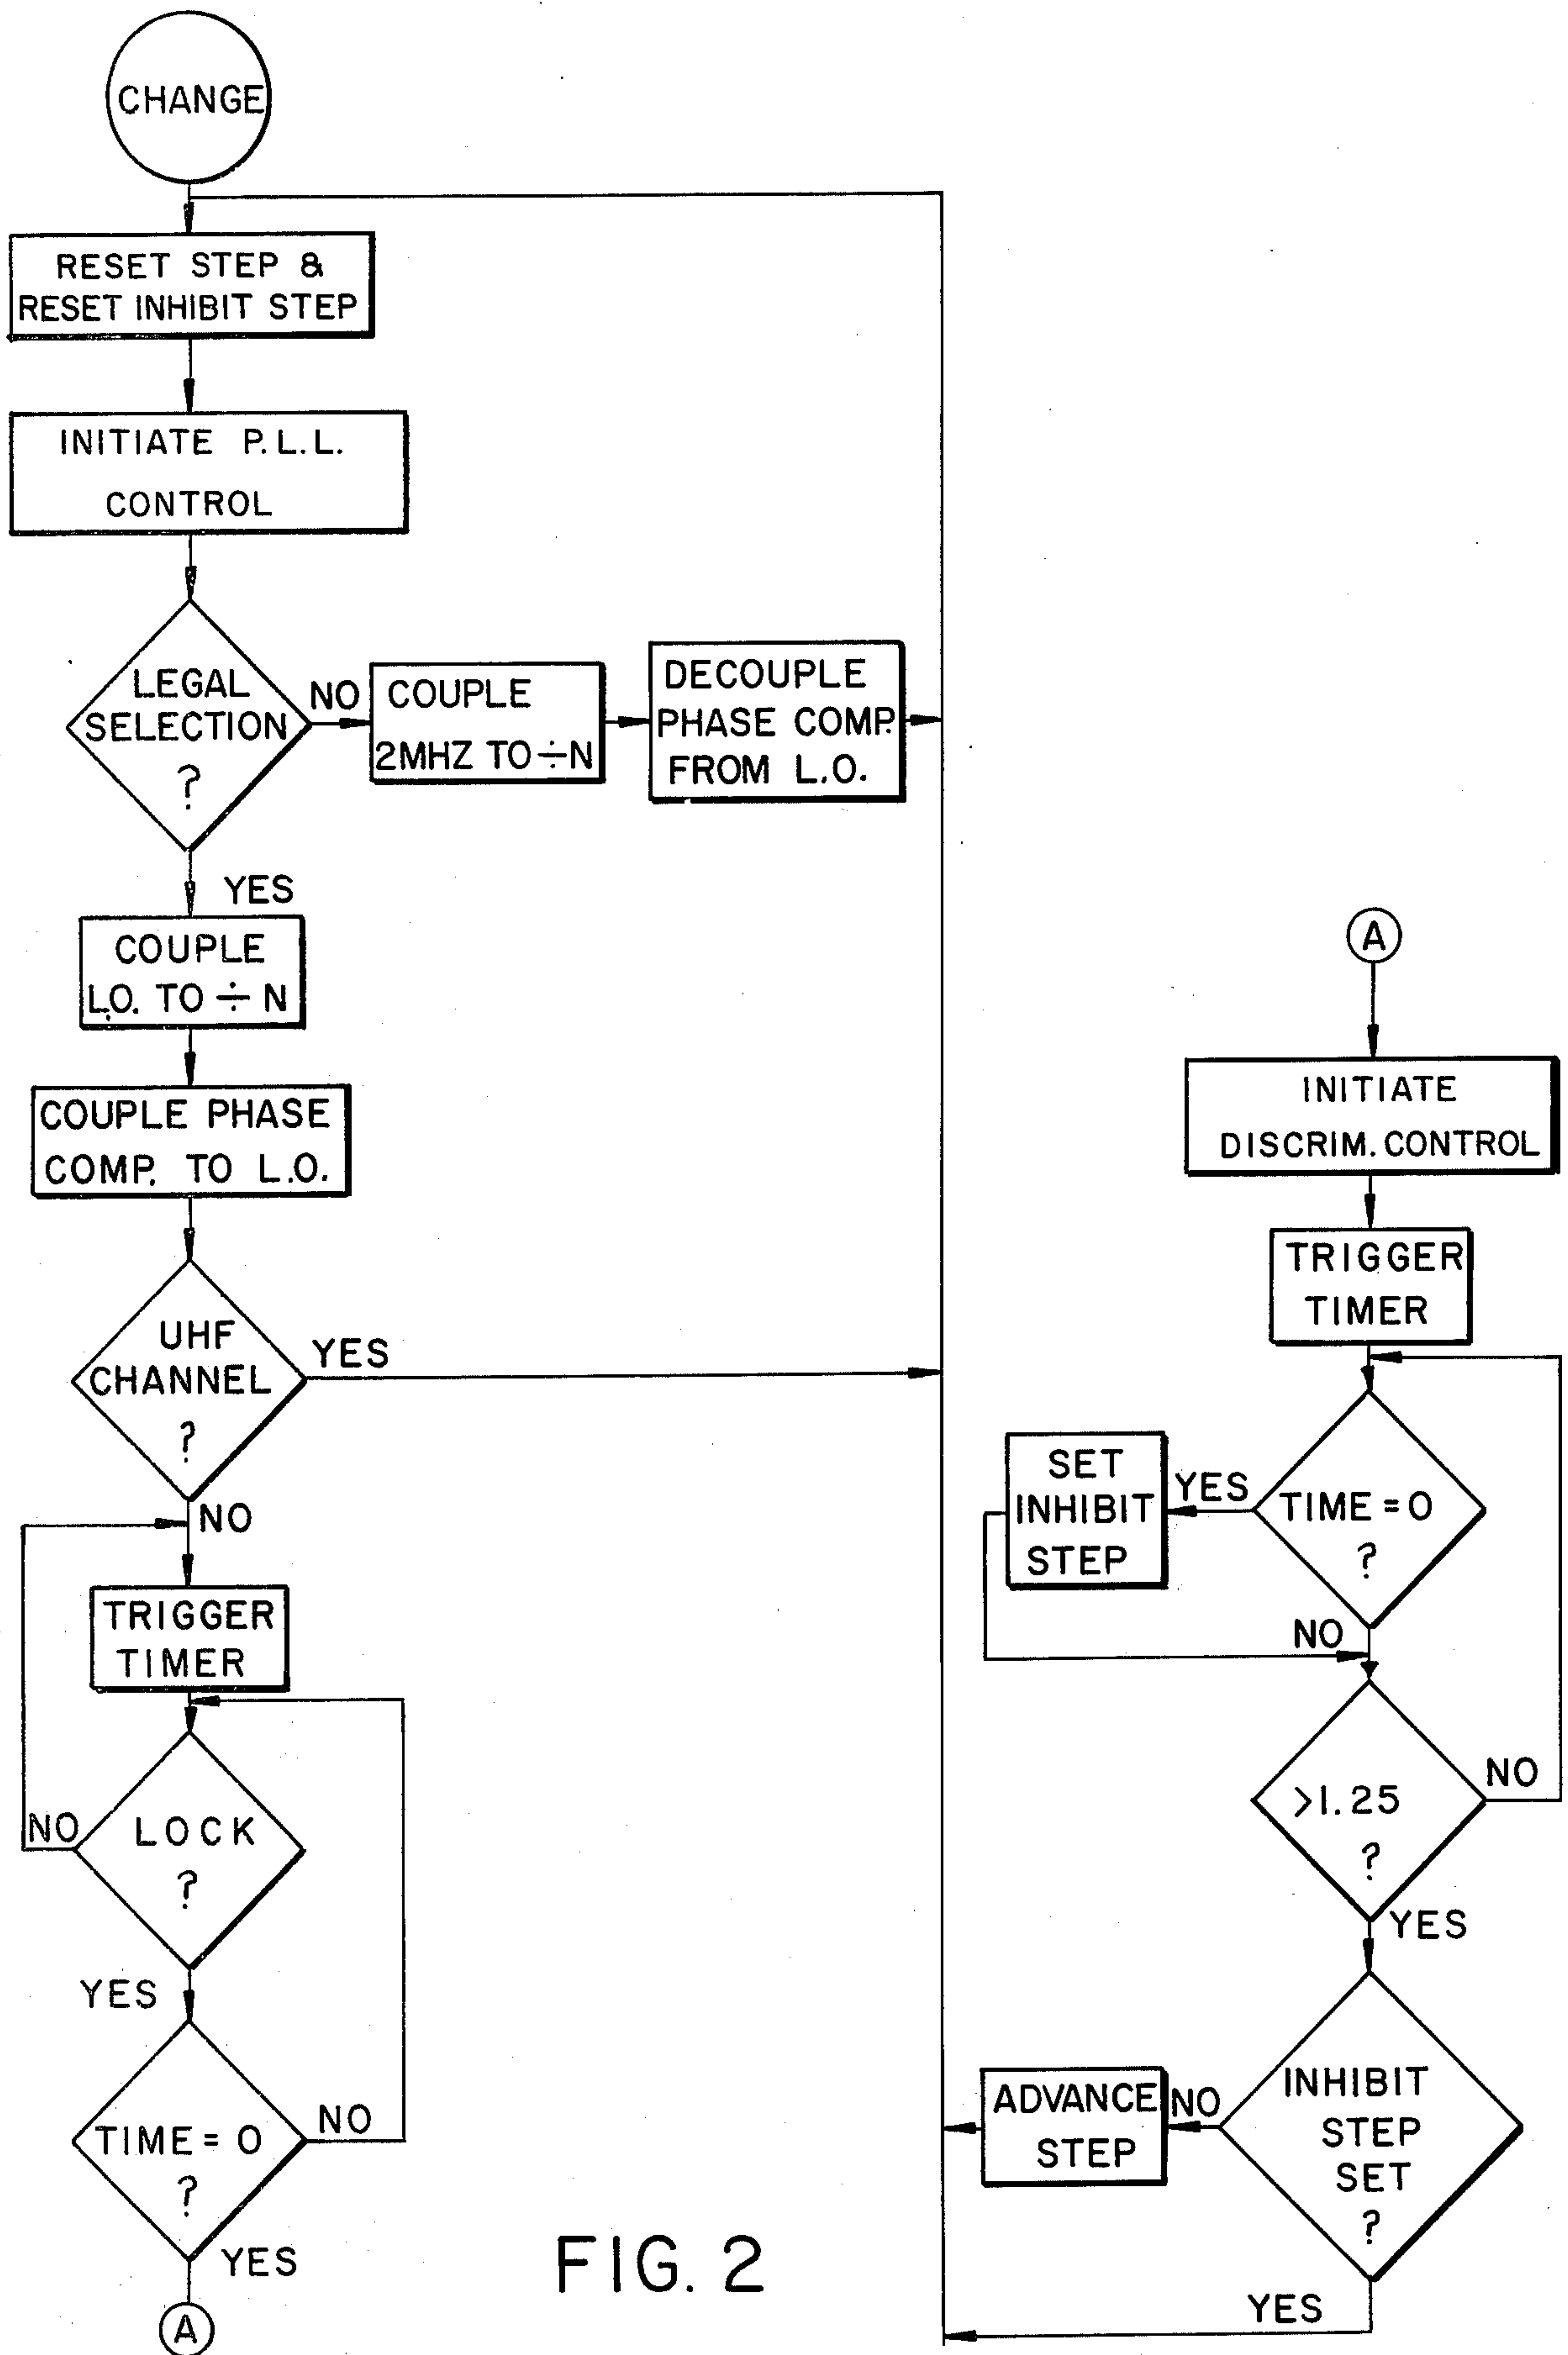 CHANGE
RESET STEP &
RESET INHIBIT STEP
INITIATE P.L.L.
CONTROL
LEGAL
SELECTION
?
NO
COUPLE
2MHZ TO ÷N
DECOUPLE
PHASE COMP.
FROM L.O.
YES
COUPLE
L.O. TO ÷ N
COUPLE PHASE
COMP. TO L.O.
UHF
CHANNEL
?
YES
NO
TRIGGER
TIMER
LOCK
?
NO
YES
TIME = 0
?
NO
YES
A
A
INITIATE
DISCRIM. CONTROL
TRIGGER
TIMER
TIME = 0
?
YES
SET
INHIBIT
STEP
NO
>1.25
?
NO
YES
INHIBIT
STEP
SET
?
NO
ADVANCE
STEP
YES
FIG. 2